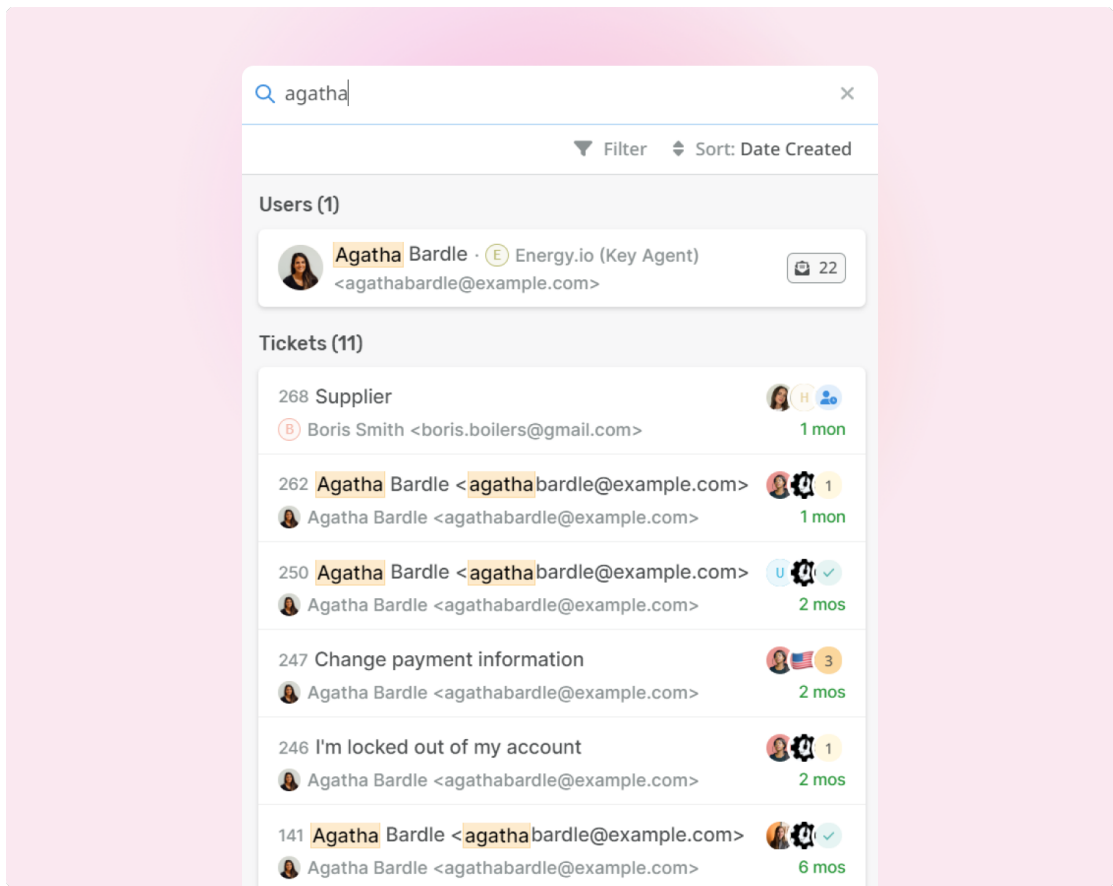 agatha
Filter Sort: Date Created
Users (1)
Agatha Bardle · E Energy.io (Key Agent)
<agathabardle@example.com>
22
Tickets (11)
268 Supplier
H
B Boris Smith <boris.boilers@gmail.com>
1 mon
262 Agatha Bardle <agathabardle@example.com>
1
Agatha Bardle <agathabardle@example.com>
1 mon
250 Agatha Bardle <agathabardle@example.com>
U
Agatha Bardle <agathabardle@example.com>
2 mos
247 Change payment information
3
Agatha Bardle <agathabardle@example.com>
2 mos
246 I'm locked out of my account
1
Agatha Bardle <agathabardle@example.com>
2 mos
141 Agatha Bardle <agathabardle@example.com>
Agatha Bardle <agathabardle@example.com>
6 mos